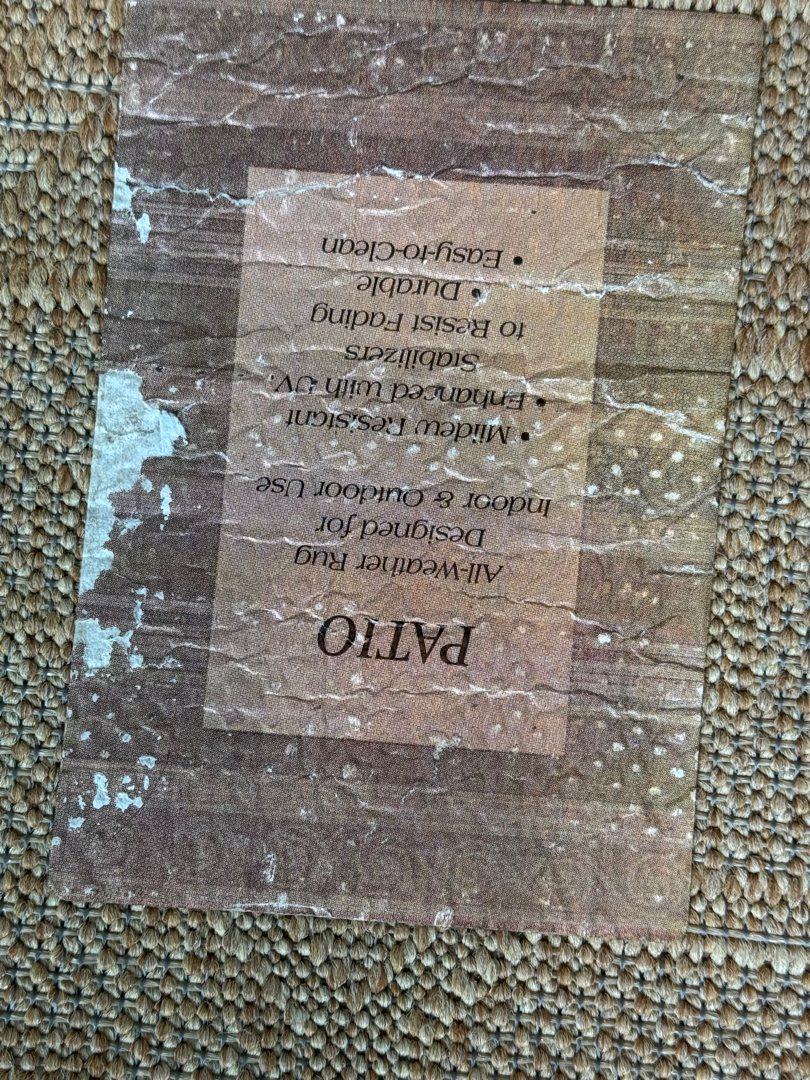 PATIO
All-Weather Rug
Designed for
Indoor & Outdoor Use
• Mildew Resistant
• Enhanced with UV
Stabilizers
to Resist Fading
• Durable
• Easy-to-Clean